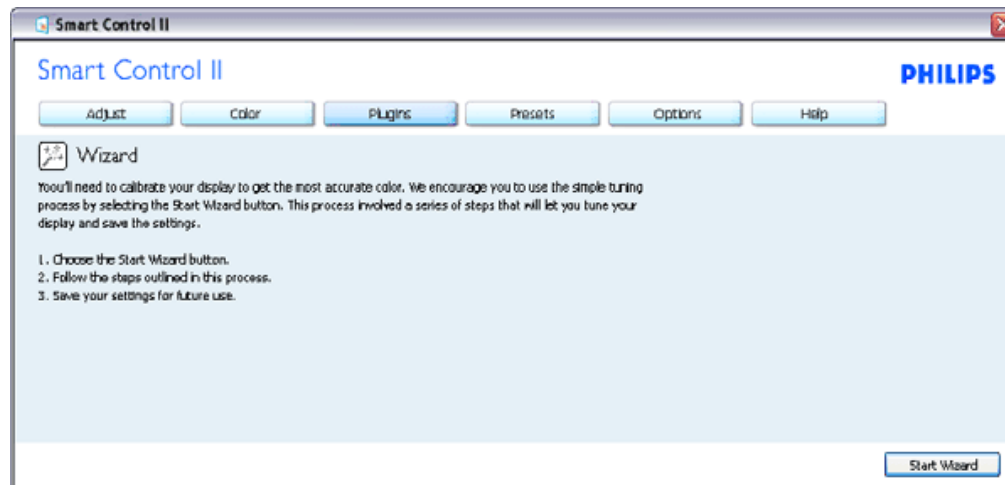 Smart Control II
Smart Control II
PHILIPS
Adjust Color Plugins Presets Options Help
Wizard
Yoou'll need to calibrate your display to get the most accurate color. We encourage you to use the simple tuning
process by selecting the Start Wizard button. This process involved a series of steps that will let you tune your
display and save the settings.
1. Choose the Start Wizard button.
2. Follow the steps outlined in this process.
3. Save your settings for future use.
Start Wizard